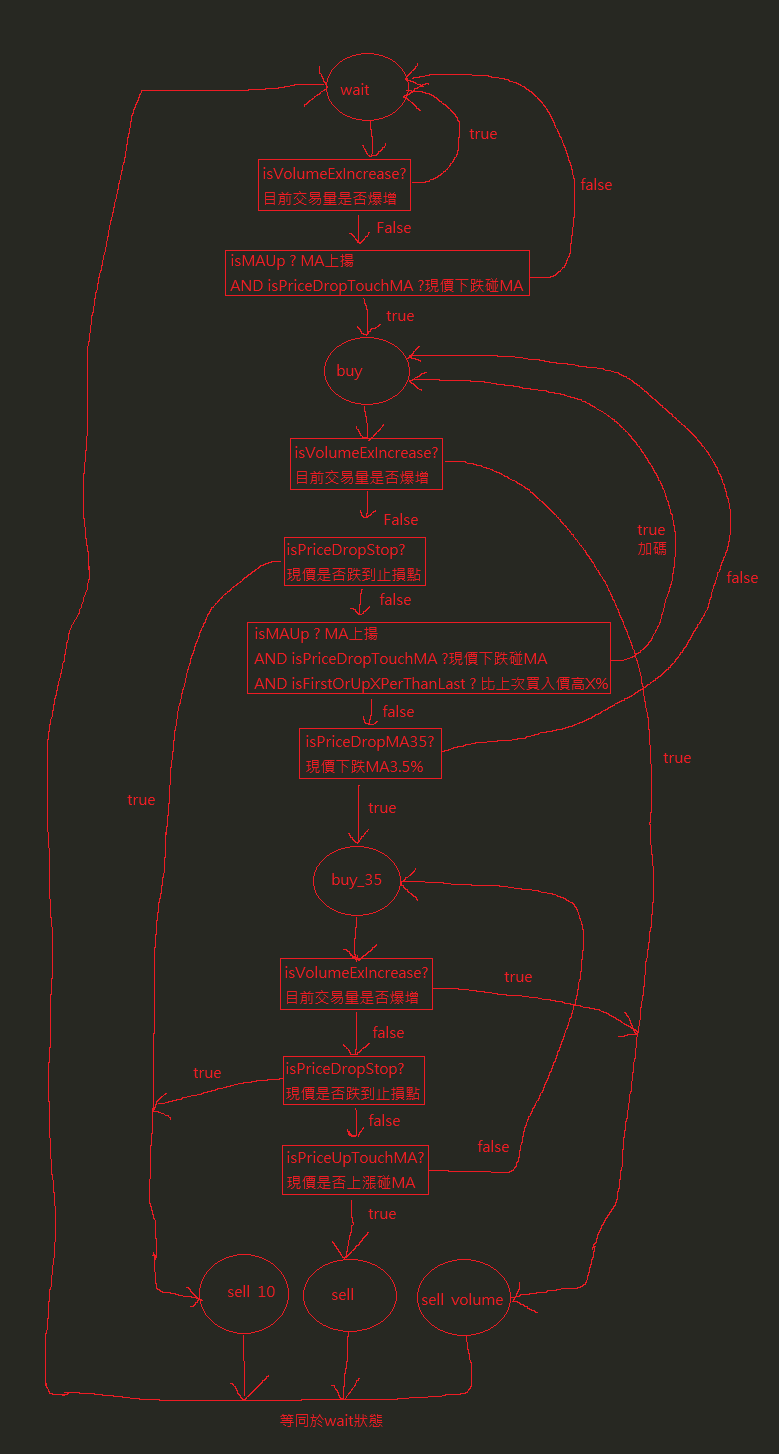 wait
true
isVolumeExIncrease?
目前交易量是否爆增
false
False
isMAUp ? MA上揚
AND isPriceDropTouchMA ?現價下跌碰MA
true
buy
isVolumeExIncrease?
目前交易量是否爆增
False
true
加碼
isPriceDropStop?
現價是否跌到止損點
false
false
isMAUp ? MA上揚
AND isPriceDropTouchMA ?現價下跌碰MA
AND isFirstOrUpXPerThanLast ? 比上次買入價高X%
false
isPriceDropMA35?
現價下跌MA3.5%
true
true
true
buy_35
isVolumeExIncrease?
目前交易量是否爆增
true
false
isPriceDropStop?
現價是否跌到止損點
true
false
isPriceUpTouchMA?
現價是否上漲碰MA
false
true
sell 10
sell
sell volume
等同於wait狀態